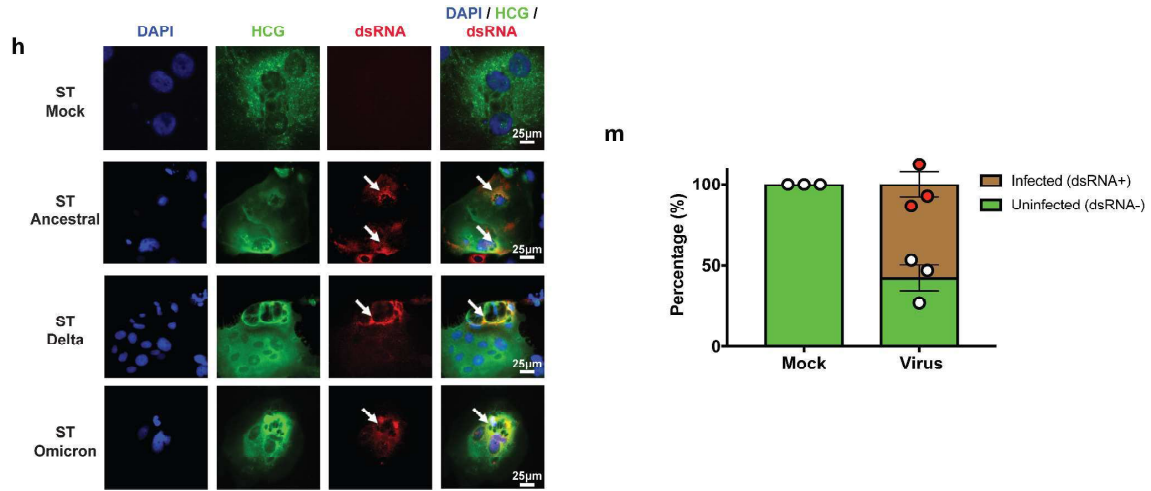 h
DAPI
HCG
dsRNA
DAPI / HCG /
dsRNA
ST
Mock
25µm
ST
Ancestral
25µm
ST
Delta
25µm
ST
Omicron
25µm
m
Percentage (%)
100
50
0
Mock
Virus
Infected (dsRNA+)
Uninfected (dsRNA-)